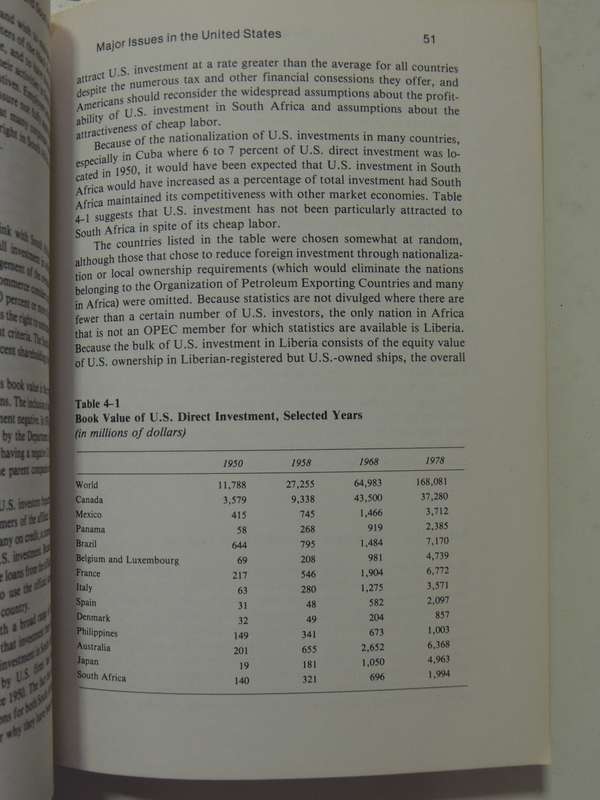 Major Issues in the United States 51
attract U.S. investment at a rate greater than the average for all countries
despite the numerous tax and other financial consessions they offer, and
Americans should reconsider the widespread assumptions about the profit-
ability of U.S. investment in South Africa and assumptions about the
attractiveness of cheap labor.
Because of the nationalization of U.S. investments in many countries,
especially in Cuba where 6 to 7 percent of U.S. direct investment was lo-
cated in 1950, it would have been expected that U.S. investment in South
Africa would have increased as a percentage of total investment had South
Africa maintained its competitiveness with other market economies. Table
4-1 suggests that U.S. investment has not been particularly attracted to
South Africa in spite of its cheap labor.
The countries listed in the table were chosen somewhat at random,
although those that chose to reduce foreign investment through nationaliza-
tion or local ownership requirements (which would eliminate the nations
belonging to the Organization of Petroleum Exporting Countries and many
in Africa) were omitted. Because statistics are not divulged where there are
fewer than a certain number of U.S. investors, the only nation in Africa
that is not an OPEC member for which statistics are available is Liberia.
Because the bulk of U.S. investment in Liberia consists of the equity value
of U.S. ownership in Liberian-registered but U.S.-owned ships, the overall
Table 4-1
Book Value of U.S. Direct Investment, Selected Years
(in millions of dollars)
1950 1958 1968 1978
World 11,788 27,255 64,983 168,081
Canada 3,579 9,338 43,500 37,280
Mexico 415 745 1,466 3,712
Panama 58 268 919 2,385
Brazil 644 795 1,484 7,170
Belgium and Luxembourg 69 208 981 4,739
France 217 546 1,904 6,772
Italy 63 280 1,275 3,571
Spain 31 48 582 2,097
Denmark 32 49 204 857
Philippines 149 341 673 1,003
Australia 201 655 2,652 6,368
Japan 19 181 1,050 4,963
South Africa 140 321 696 1,994